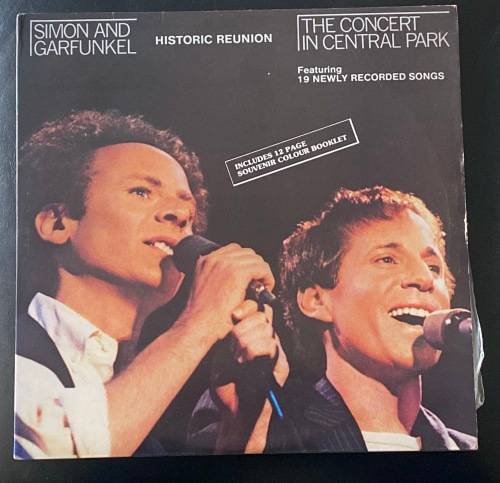 SIMON AND
GARFUNKEL
HISTORIC REUNION
THE CONCERT
IN CENTRAL PARK
Featuring
19 NEWLY RECORDED SONGS
INCLUDES 12 PAGE
SOUVENIR COLOUR BOOKLET